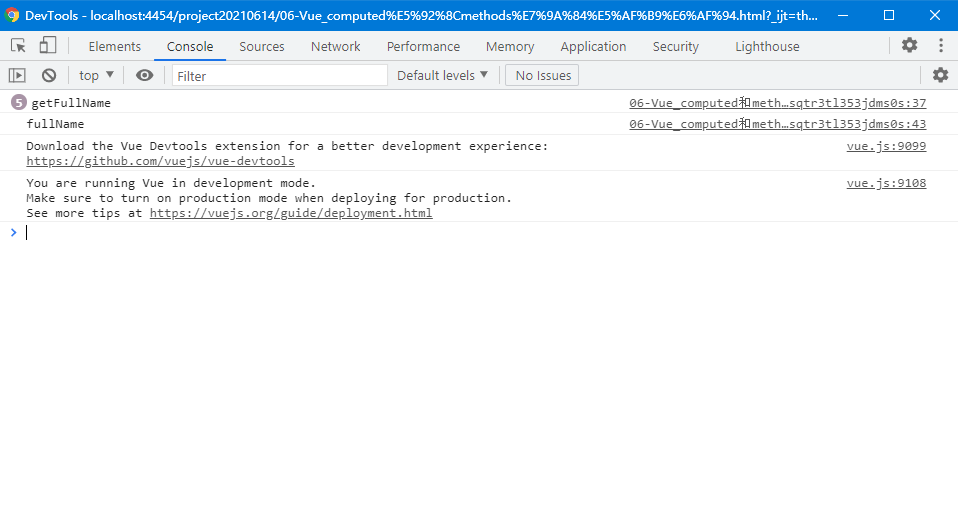 DevTools - localhost:4454/project20210614/06-Vue_computed%E5%92%8Cmethods%E7%9A%84%E5%AF%B9%E6%AF%94.html?_ijt=th...
Elements Console Sources Network Performance Memory Application Security Lighthouse
top ▼ Filter Default levels ▼ No Issues
5 getFullName 06-Vue_computed和meth…sqtr3tl353jdms0s:37
fullName 06-Vue_computed和meth…sqtr3tl353jdms0s:43
Download the Vue Devtools extension for a better development experience: vue.js:9099
https://github.com/vuejs/vue-devtools
You are running Vue in development mode. vue.js:9108
Make sure to turn on production mode when deploying for production.
See more tips at https://vuejs.org/guide/deployment.html
>